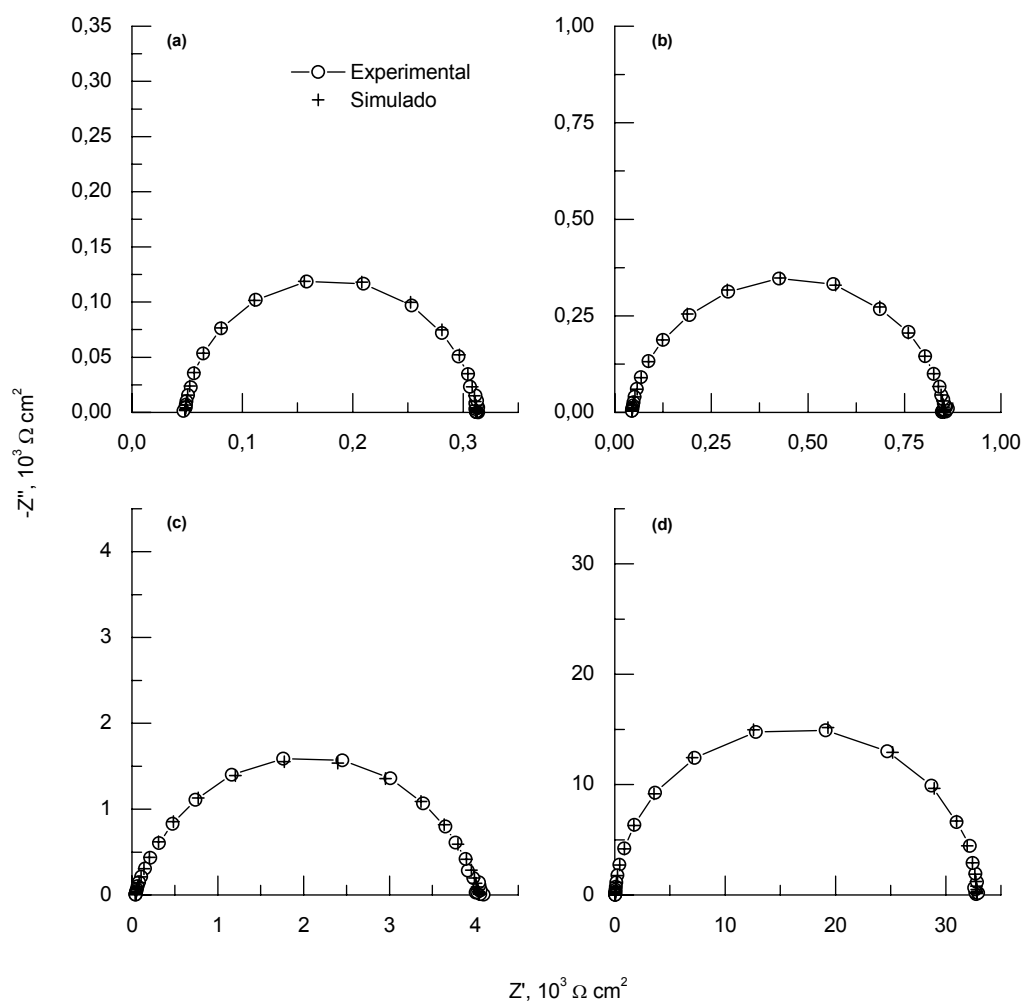 (a)
Experimental
Simulado
0,35
0,30
0,25
0,20
0,15
0,10
0,05
0,00
0,0 0,1 0,2 0,3
(b)
1,00
0,75
0,50
0,25
0,00
0,00 0,25 0,50 0,75 1,00
-Z'', 10³ Ω cm²
(c)
4
3
2
1
0
0 1 2 3 4
(d)
30
20
10
0
0 10 20 30
Z', 10³ Ω cm²